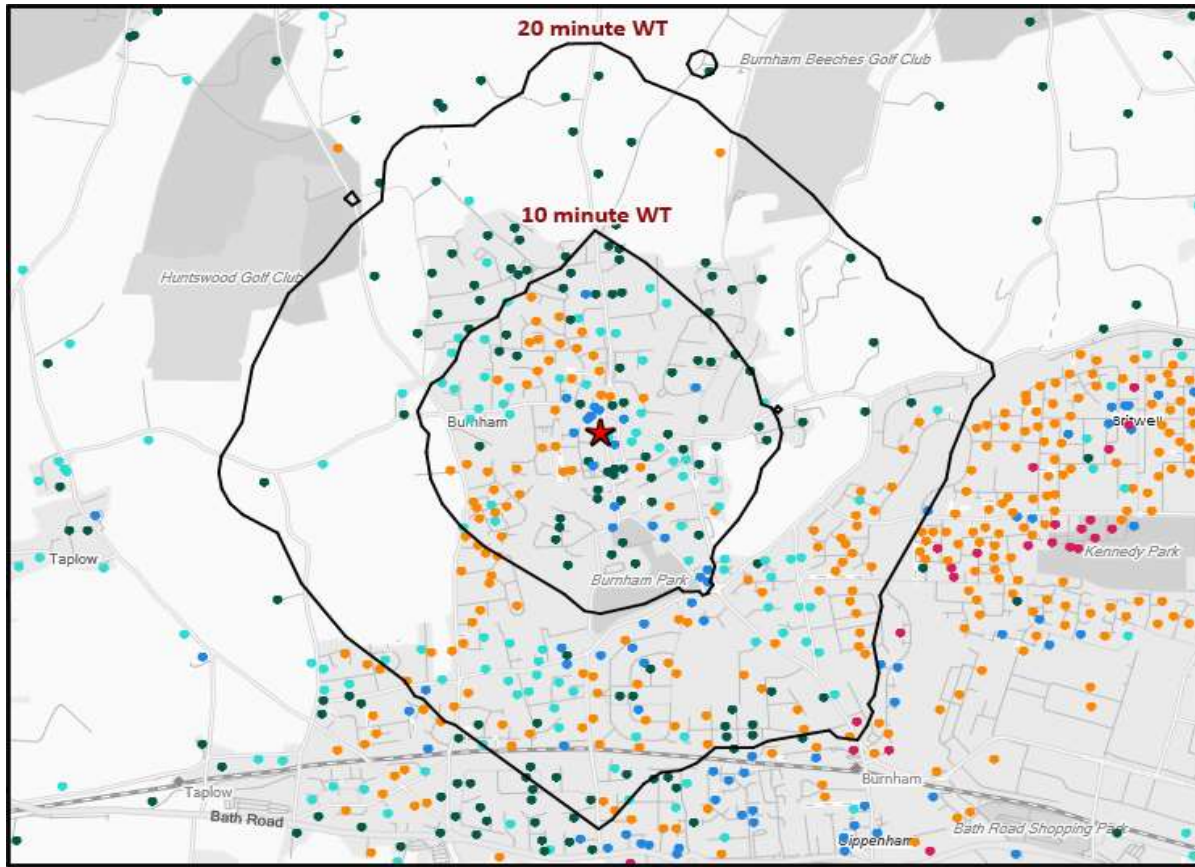 20 minute WT
Burnham Beeches Golf Club
10 minute WT
Huntswood Golf Club
Burnham
Britwell
Taplow
Kennedy Park
Burnham Park
Taplow
Burnham
Bath Road
Cippenham
Bath Road Shopping Park